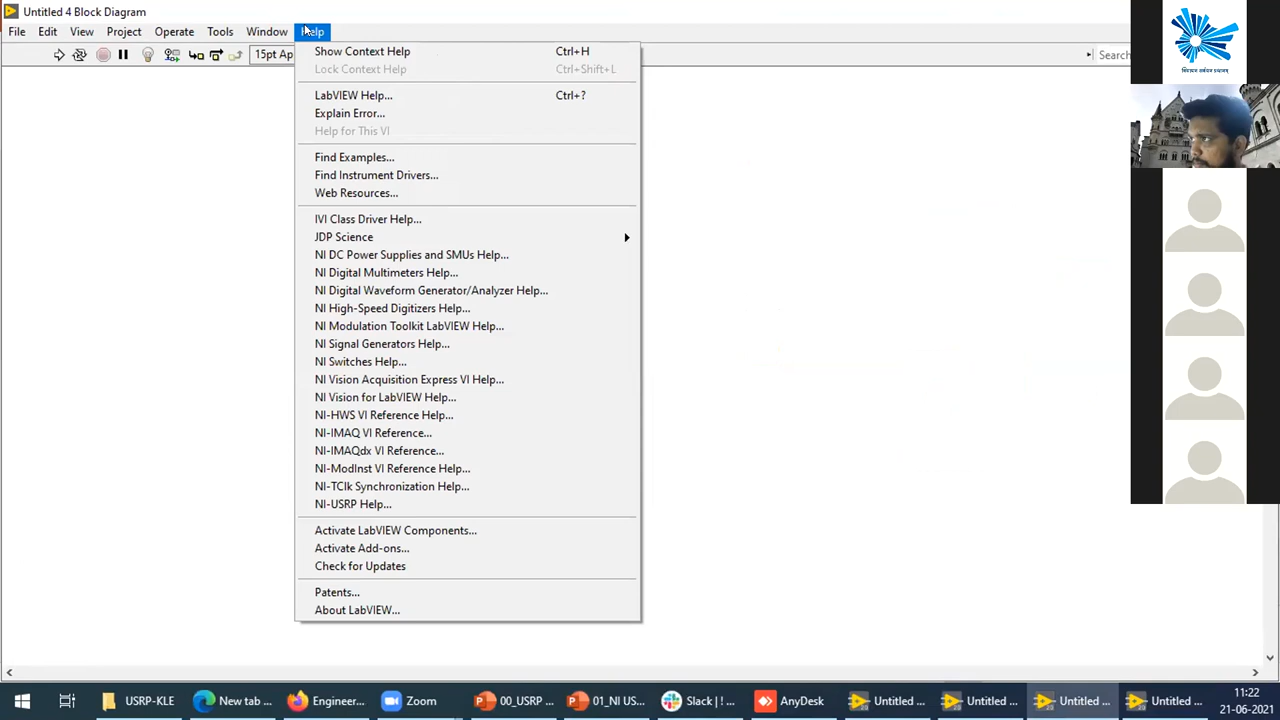 Untitled 4 Block Diagram
File Edit View Project Operate Tools Window Help
15pt Ap
Search
Show Context Help Ctrl+H
Lock Context Help Ctrl+Shift+L
LabVIEW Help... Ctrl+?
Explain Error...
Help for This VI
Find Examples...
Find Instrument Drivers...
Web Resources...
IVI Class Driver Help...
JDP Science
NI DC Power Supplies and SMUs Help...
NI Digital Multimeters Help...
NI Digital Waveform Generator/Analyzer Help...
NI High-Speed Digitizers Help...
NI Modulation Toolkit LabVIEW Help...
NI Signal Generators Help...
NI Switches Help...
NI Vision Acquisition Express VI Help...
NI Vision for LabVIEW Help...
NI-HWS VI Reference Help...
NI-IMAQ VI Reference...
NI-IMAQdx VI Reference...
NI-ModInst VI Reference Help...
NI-TClk Synchronization Help...
NI-USRP Help...
Activate LabVIEW Components...
Activate Add-ons...
Check for Updates
Patents...
About LabVIEW...
USRP-KLE New tab ... Engineer... Zoom 00_USRP ... 01_NI US... Slack | ! ... AnyDesk Untitled ... Untitled ... Untitled ... Untitled ... 11:22
21-06-2021